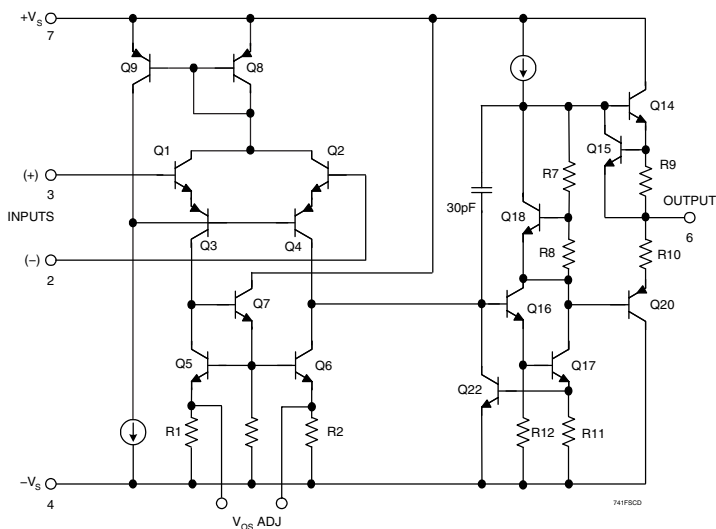 +Vs
7
Q9
Q8
Q14
Q1
Q2
Q15
(+)
3
R7
R9
30pF
OUTPUT
6
INPUTS
Q18
Q3
Q4
R8
R10
(−)
2
Q7
Q16
Q20
Q5
Q6
Q17
Q22
R1
R2
R12
R11
−Vs
4
VOS ADJ
741FSCD